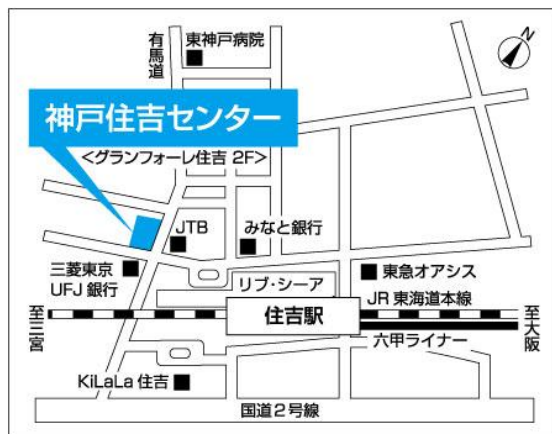 有馬道
東神戸病院
N
神戸住吉センター
<グランフォーレ住吉 2F>
JTB
みなと銀行
三菱東京
UFJ 銀行
リブ・シーア
東急オアシス
至三宮
住吉駅
JR 東海道本線
至大阪
六甲ライナー
KiLaLa 住吉
国道2号線